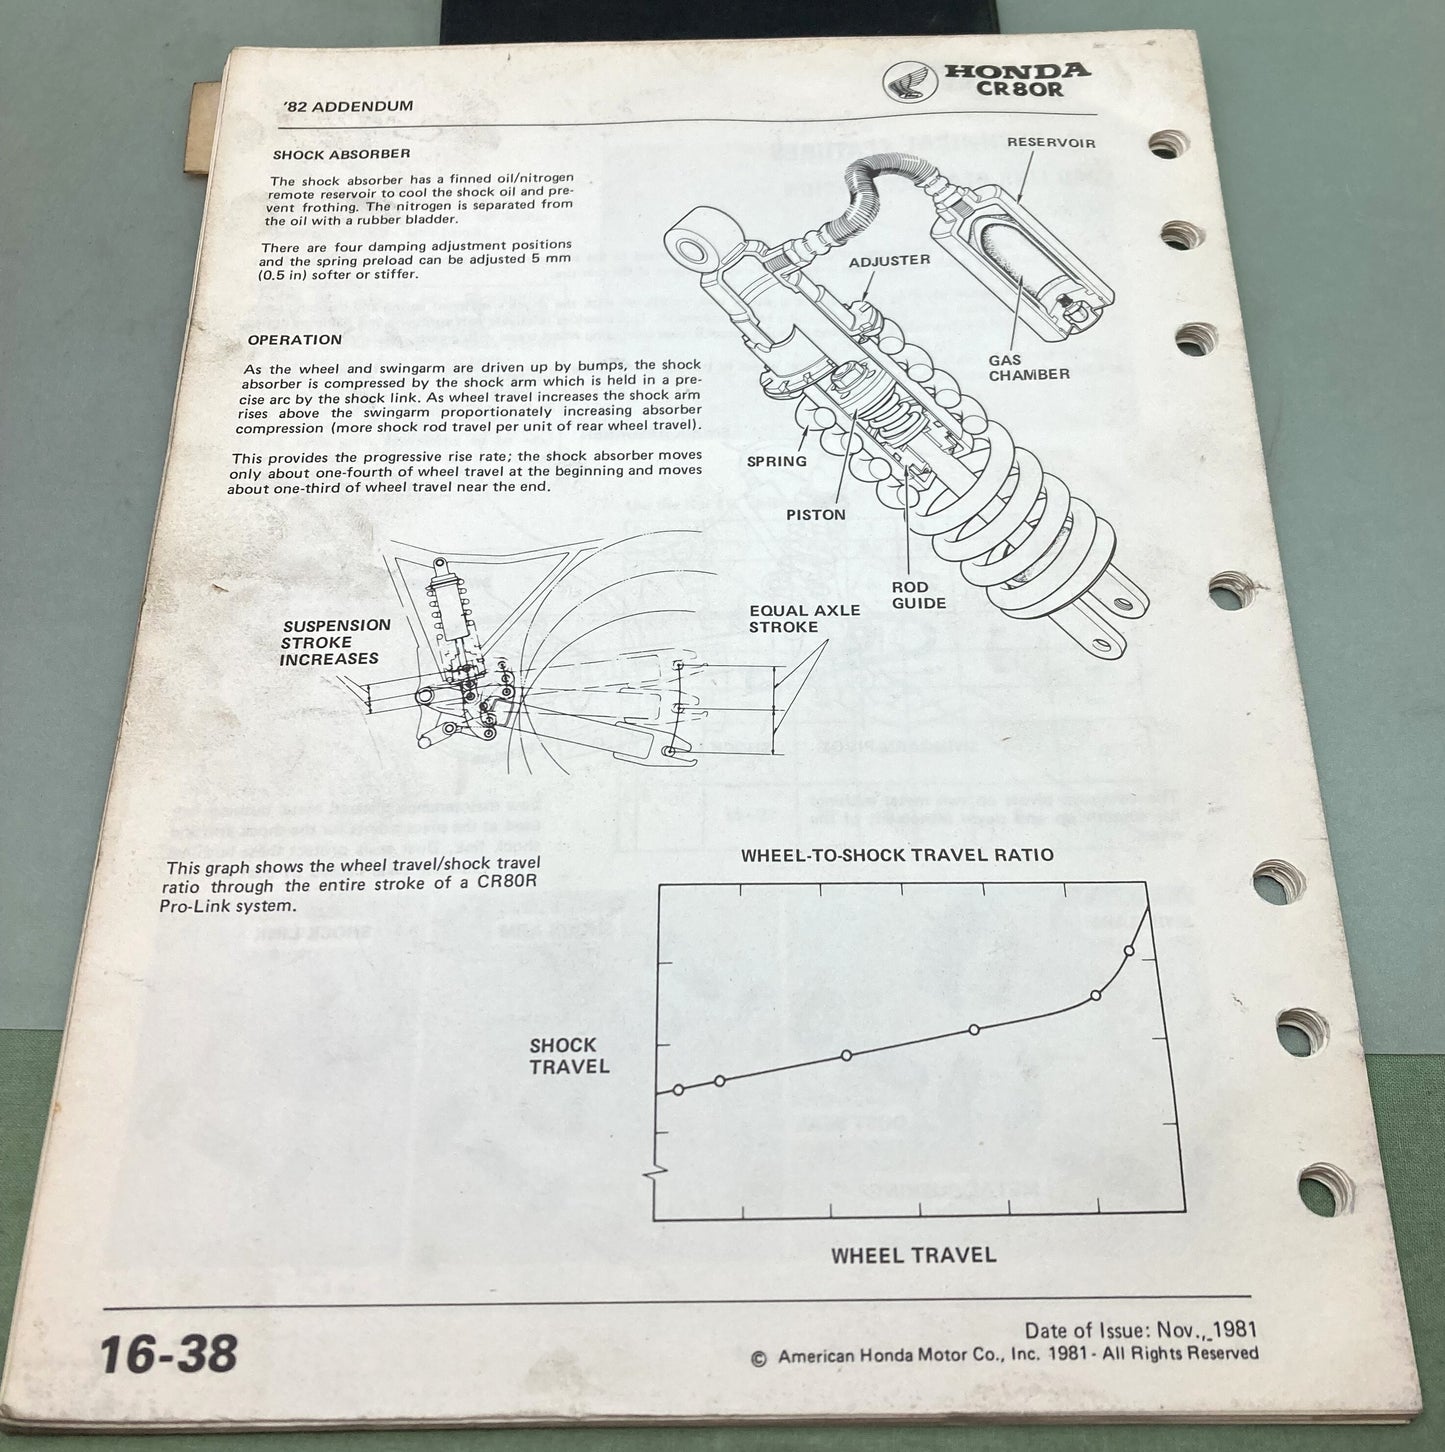 '82 ADDENDUM
HONDA
CR80R
SHOCK ABSORBER
The shock absorber has a finned oil/nitrogen
remote reservoir to cool the shock oil and pre-
vent frothing. The nitrogen is separated from
the oil with a rubber bladder.
There are four damping adjustment positions
and the spring preload can be adjusted 5 mm
(0.5 in) softer or stiffer.
RESERVOIR
ADJUSTER
GAS
CHAMBER
SPRING
PISTON
ROD
GUIDE
OPERATION
As the wheel and swingarm are driven up by bumps, the shock
absorber is compressed by the shock arm which is held in a pre-
cise arc by the shock link. As wheel travel increases the shock arm
rises above the swingarm proportionately increasing absorber
compression (more shock rod travel per unit of rear wheel travel).
This provides the progressive rise rate; the shock absorber moves
only about one-fourth of wheel travel at the beginning and moves
about one-third of wheel travel near the end.
SUSPENSION
STROKE
INCREASES
EQUAL AXLE
STROKE
This graph shows the wheel travel/shock travel
ratio through the entire stroke of a CR80R
Pro-Link system.
WHEEL-TO-SHOCK TRAVEL RATIO
SHOCK
TRAVEL
WHEEL TRAVEL
16-38
Date of Issue: Nov., 1981
© American Honda Motor Co., Inc. 1981 - All Rights Reserved